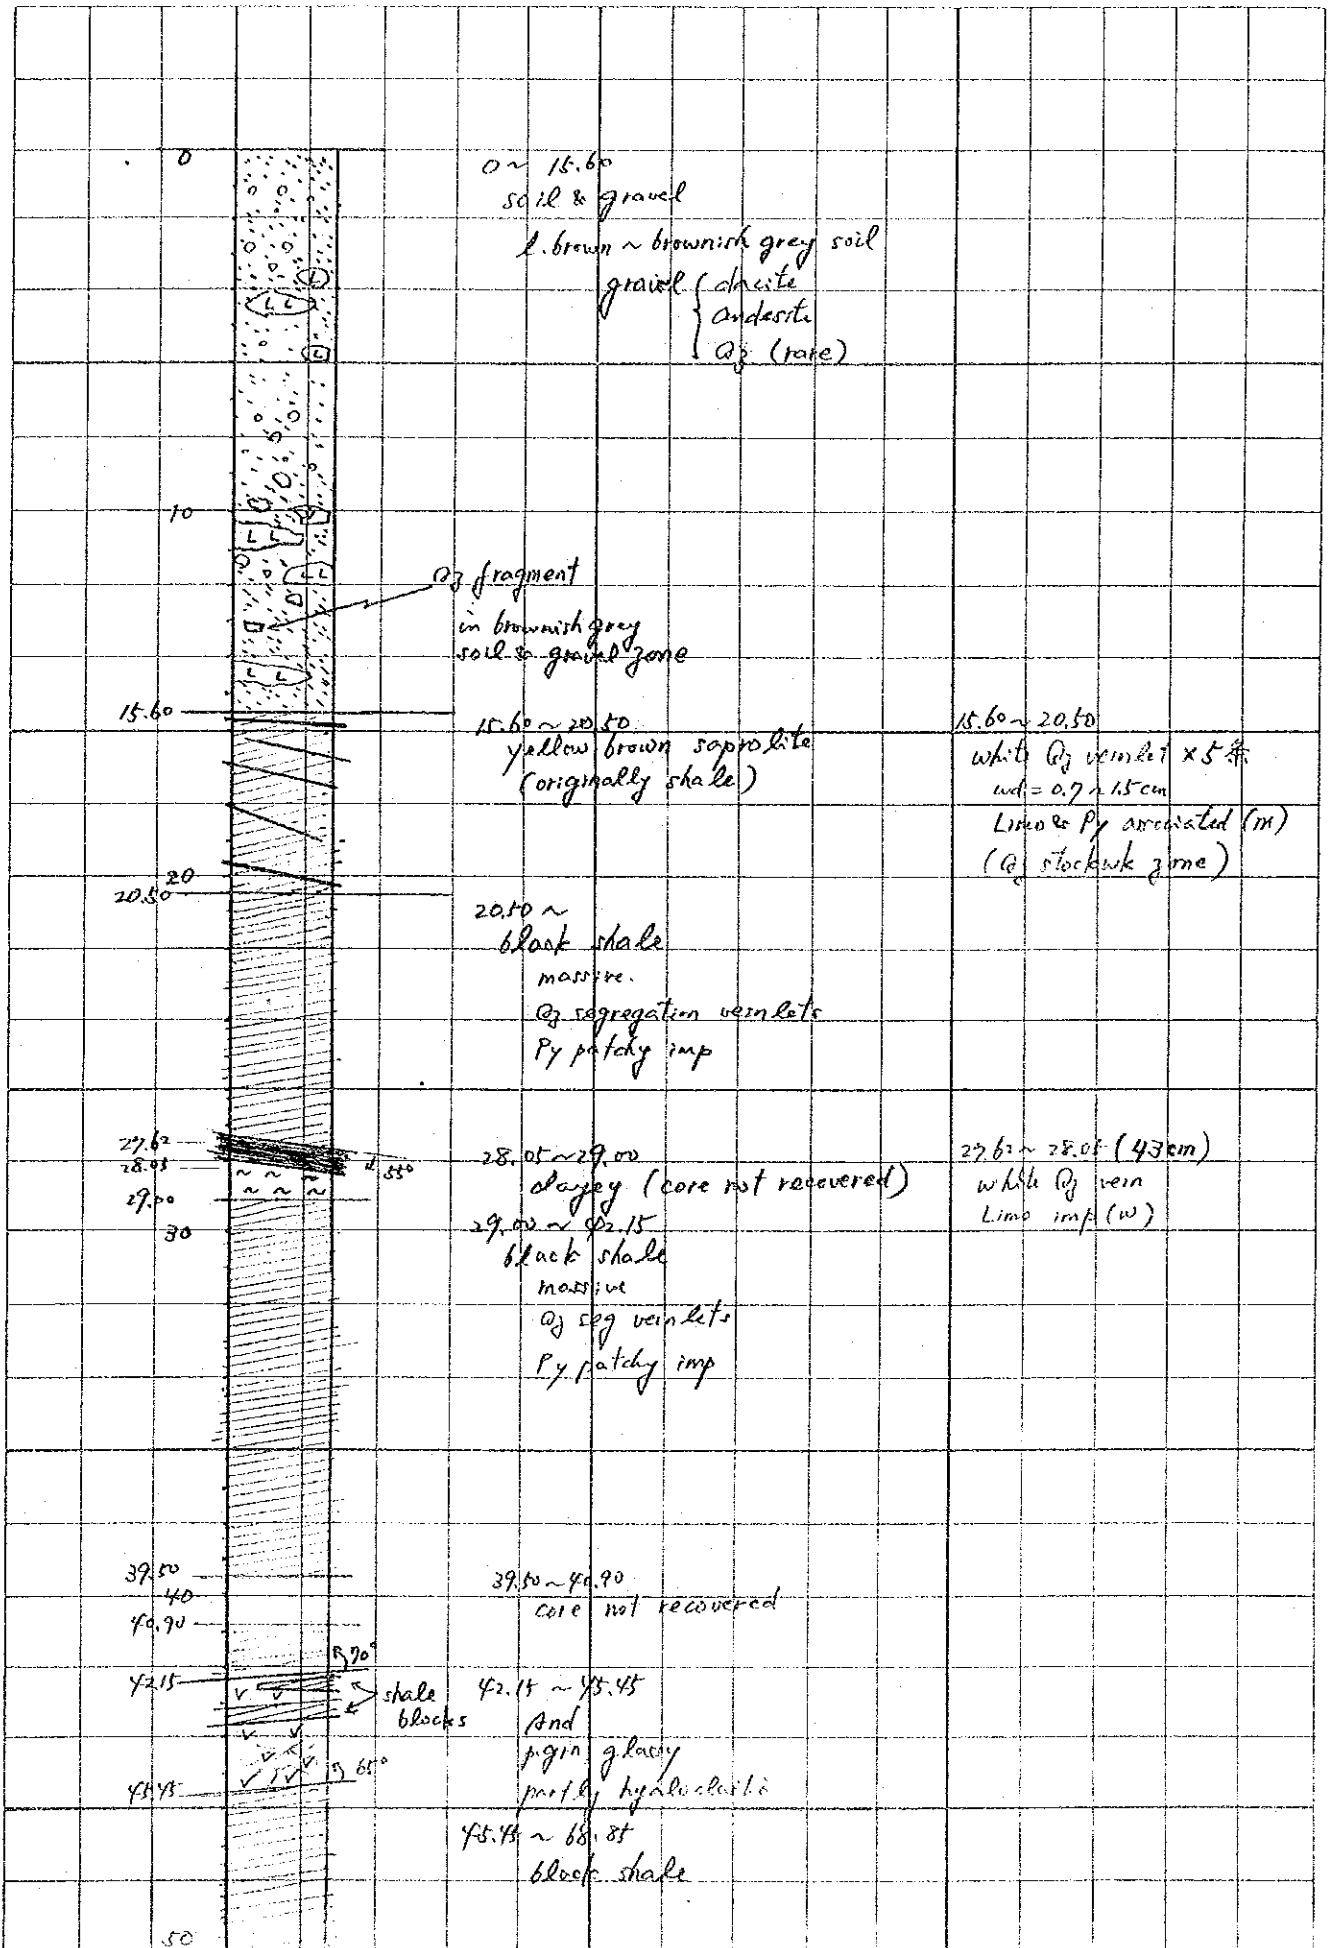 0
0 ~ 15.60
soil & gravel
l. brown ~ brownish grey soil
gravel { dacite
Andesite
Qz (rare)
L
L L
L
10
V
L L
L L
Qz fragment
in brownish grey
soil & gravel zone
L L
15.60
15.60 ~ 20.50
yellow brown saprolite
(originally shale)
15.60 ~ 20.50
white Qz veinlet × 5条
wd = 0.7 ~ 1.5 cm
Limo & Py associated (m)
(Qz stockwk zone)
20
20.50
20.50 ~
black shale
massive.
Qz segregation veinlets
Py patchy imp
27.62
28.05
29.00
30
55°
28.05 ~ 29.00
clayey (core not recovered)
27.62 ~ 28.05 (43cm)
white Qz vein
Limo imp (w)
29.00 ~ 42.15
black shale
massive
Qz seg veinlets
Py patchy imp
39.50
40
40.90
39.50 ~ 40.90
core not recovered
70°
42.15
shale
blocks
42.15 ~ 45.45
And
glassy
partly hyaloclastic
65°
45.45
45.45 ~ 68.85
black shale
50